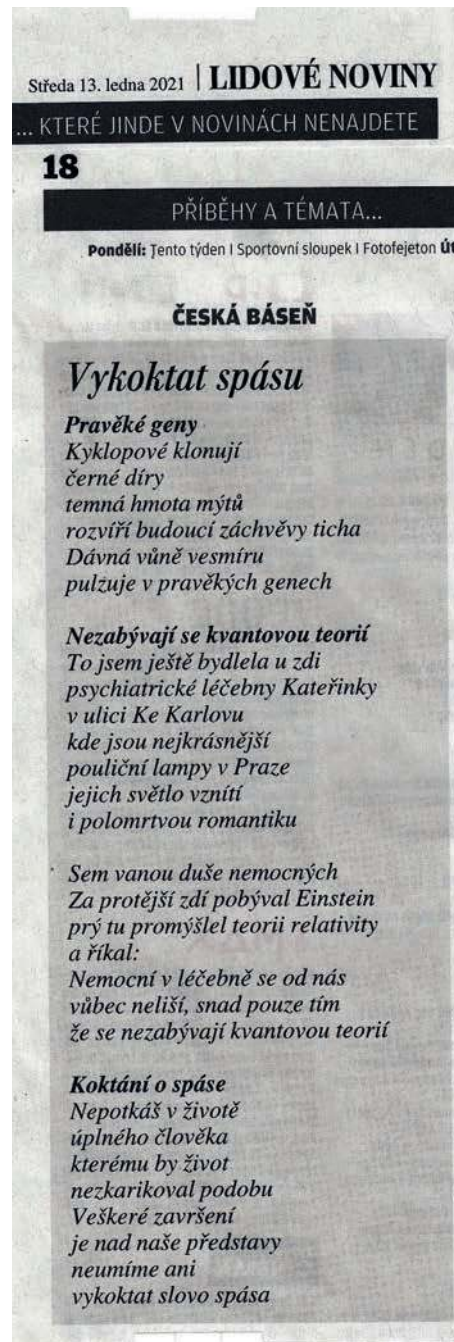 Středa 13. ledna 2021 | LIDOVÉ NOVINY
... KTERÉ JINDE V NOVINÁCH NENAJDETE
18
PŘÍBĚHY A TÉMATA...
Pondělí: Tento týden I Sportovní sloupek I Fotofejeton Út
ČESKÁ BÁSEŇ
Vykoktat spásu
Pravěké geny
Kyklopové klonují
černé díry
temná hmota mýtů
rozvíří budoucí záchvěvy ticha
Dávná vůně vesmíru
pulzuje v pravěkých genech
Nezabývají se kvantovou teorií
To jsem ještě bydlela u zdi
psychiatrické léčebny Kateřinky
v ulici Ke Karlovu
kde jsou nejkrásnější
pouliční lampy v Praze
jejich světlo vznítí
i polomrtvou romantiku
Sem vanou duše nemocných
Za protější zdí pobýval Einstein
prý tu promýšlel teorii relativity
a říkal:
Nemocní v léčebně se od nás
vůbec neliší, snad pouze tím
že se nezabývají kvantovou teorií
Koktání o spáse
Nepotkáš v životě
úplného člověka
kterému by život
nezkarikoval podobu
Veškeré završení
je nad naše představy
neumíme ani
vykoktat slovo spása